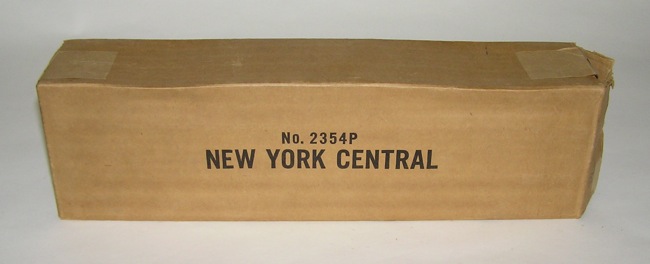 No. 2354P
NEW YORK CENTRAL